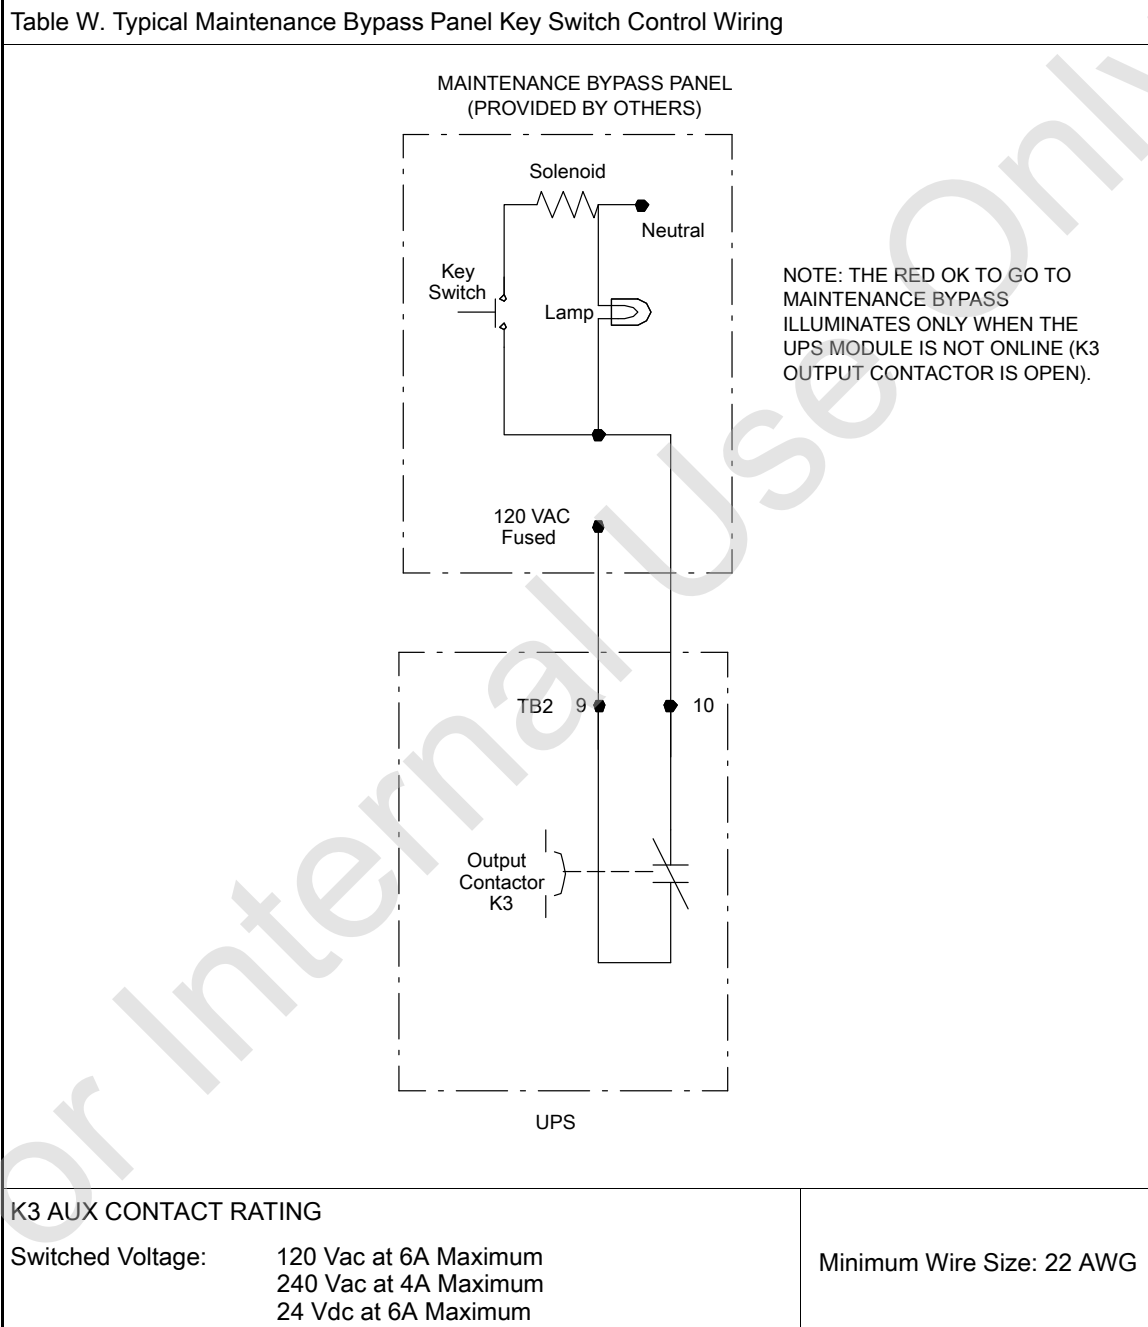 Table W. Typical Maintenance Bypass Panel Key Switch Control Wiring
MAINTENANCE BYPASS PANEL
(PROVIDED BY OTHERS)
Solenoid
Neutral
Key
Switch
Lamp
NOTE: THE RED OK TO GO TO
MAINTENANCE BYPASS
ILLUMINATES ONLY WHEN THE
UPS MODULE IS NOT ONLINE (K3
OUTPUT CONTACTOR IS OPEN).
120 VAC
Fused
TB2 9 10
Output
Contactor
K3
UPS
K3 AUX CONTACT RATING
Switched Voltage: 120 Vac at 6A Maximum
240 Vac at 4A Maximum
24 Vdc at 6A Maximum
Minimum Wire Size: 22 AWG
or Internal Use Only